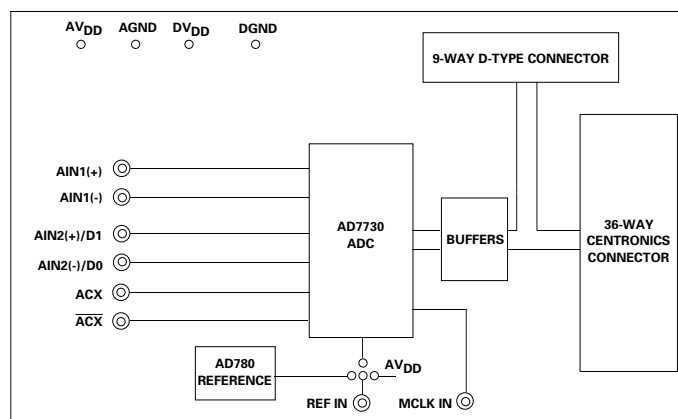 AVDD AGND DVDD DGND
9-WAY D-TYPE CONNECTOR
AIN1(+)
AIN1(-)
AIN2(+)/D1
AIN2(-)/D0
ACX
A̅C̅X̅
AD7730
ADC
BUFFERS
36-WAY
CENTRONICS
CONNECTOR
AD780
REFERENCE
AVDD
REF IN
MCLK IN